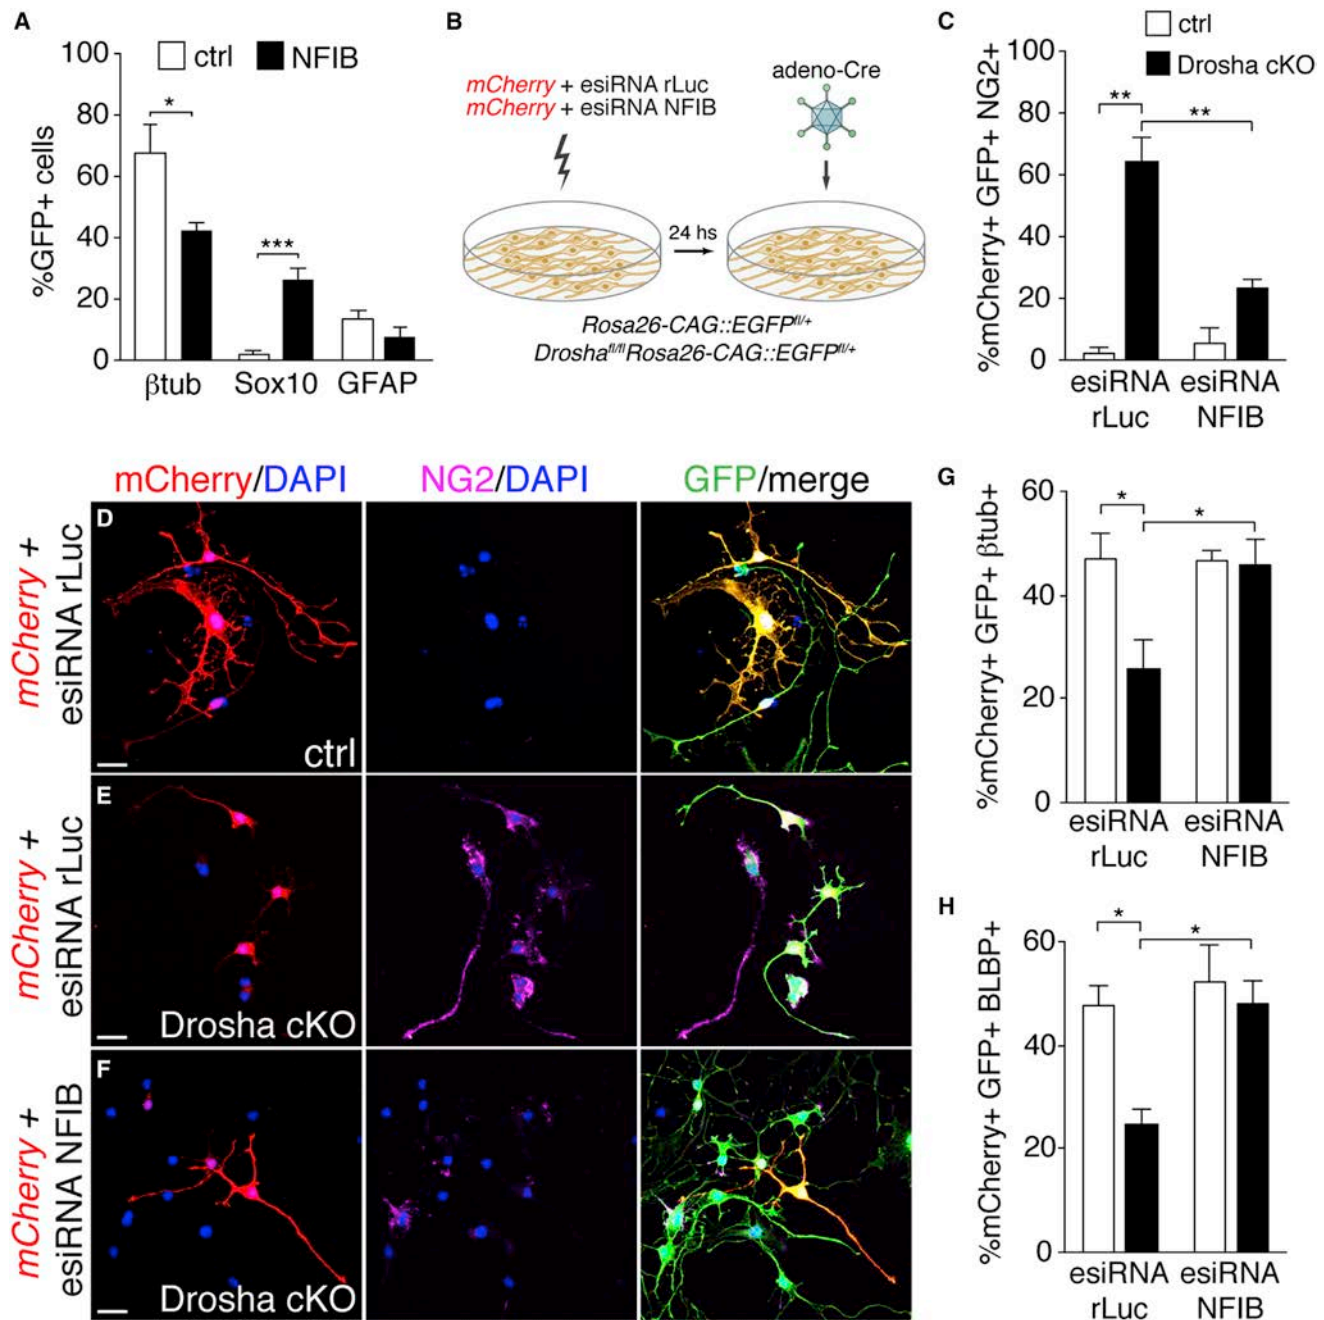 A
100
80
60
40
20
0
%GFP+ cells
ctrl
NFIB
*
***
βtub
Sox10
GFAP
B
mCherry + esiRNA rLuc
mCherry + esiRNA NFIB
adeno-Cre
24 hs
Rosa26-CAG::EGFPfl/+
Droshafl/flRosa26-CAG::EGFPfl/+
C
ctrl
Drosha cKO
100
80
60
40
20
0
%mCherry+ GFP+ NG2+
**
**
esiRNA
rLuc
esiRNA
NFIB
mCherry/DAPI
NG2/DAPI
GFP/merge
mCherry +
esiRNA rLuc
D
ctrl
mCherry +
esiRNA rLuc
E
Drosha cKO
mCherry +
esiRNA NFIB
F
Drosha cKO
G
60
40
20
0
%mCherry+ GFP+ βtub+
*
*
esiRNA
rLuc
esiRNA
NFIB
H
60
40
20
0
%mCherry+ GFP+ BLBP+
*
*
esiRNA
rLuc
esiRNA
NFIB